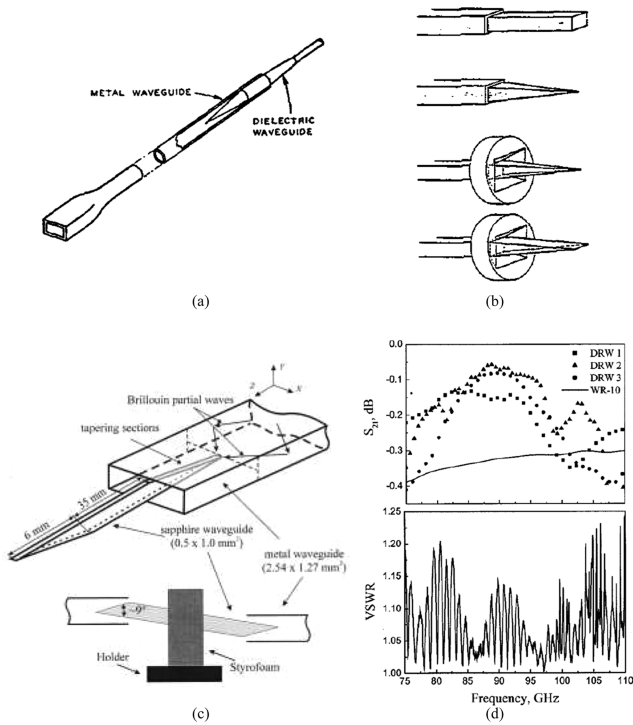 METAL WAVEGUIDE
DIELECTRIC
WAVEGUIDE
(a)
(b)
Y
Z
X
Brillouin partial waves
tapering sections
6 mm
35 mm
sapphire waveguide
(0.5 x 1.0 mm²)
metal waveguide
(2.54 x 1.27 mm²)
~9°
Holder
Styrofoam
(c)
0.0
-0.1
-0.2
-0.3
-0.4
S21, dB
DRW 1
DRW 2
DRW 3
WR-10
1.25
1.20
1.15
1.10
1.05
1.00
VSWR
75 80 85 90 95 100 105 110
Frequency, GHz
(d)